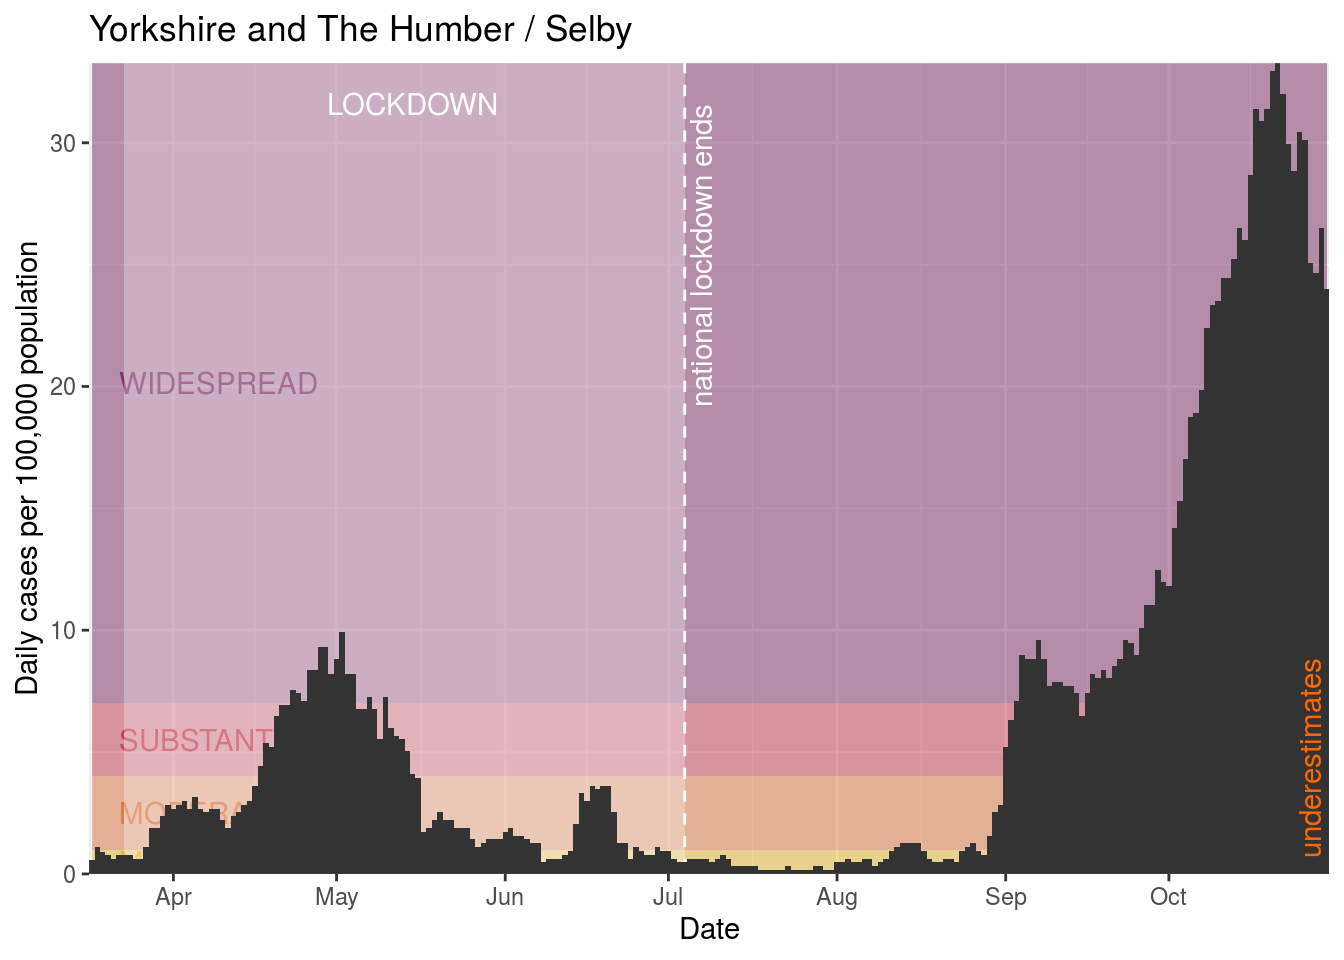 Yorkshire and The Humber / Selby
LOCKDOWN
national lockdown ends
WIDESPREAD
SUBSTANT
MODERA
underestimates
Daily cases per 100,000 population
30
20
10
0
Apr May Jun Jul Aug Sep Oct
Date